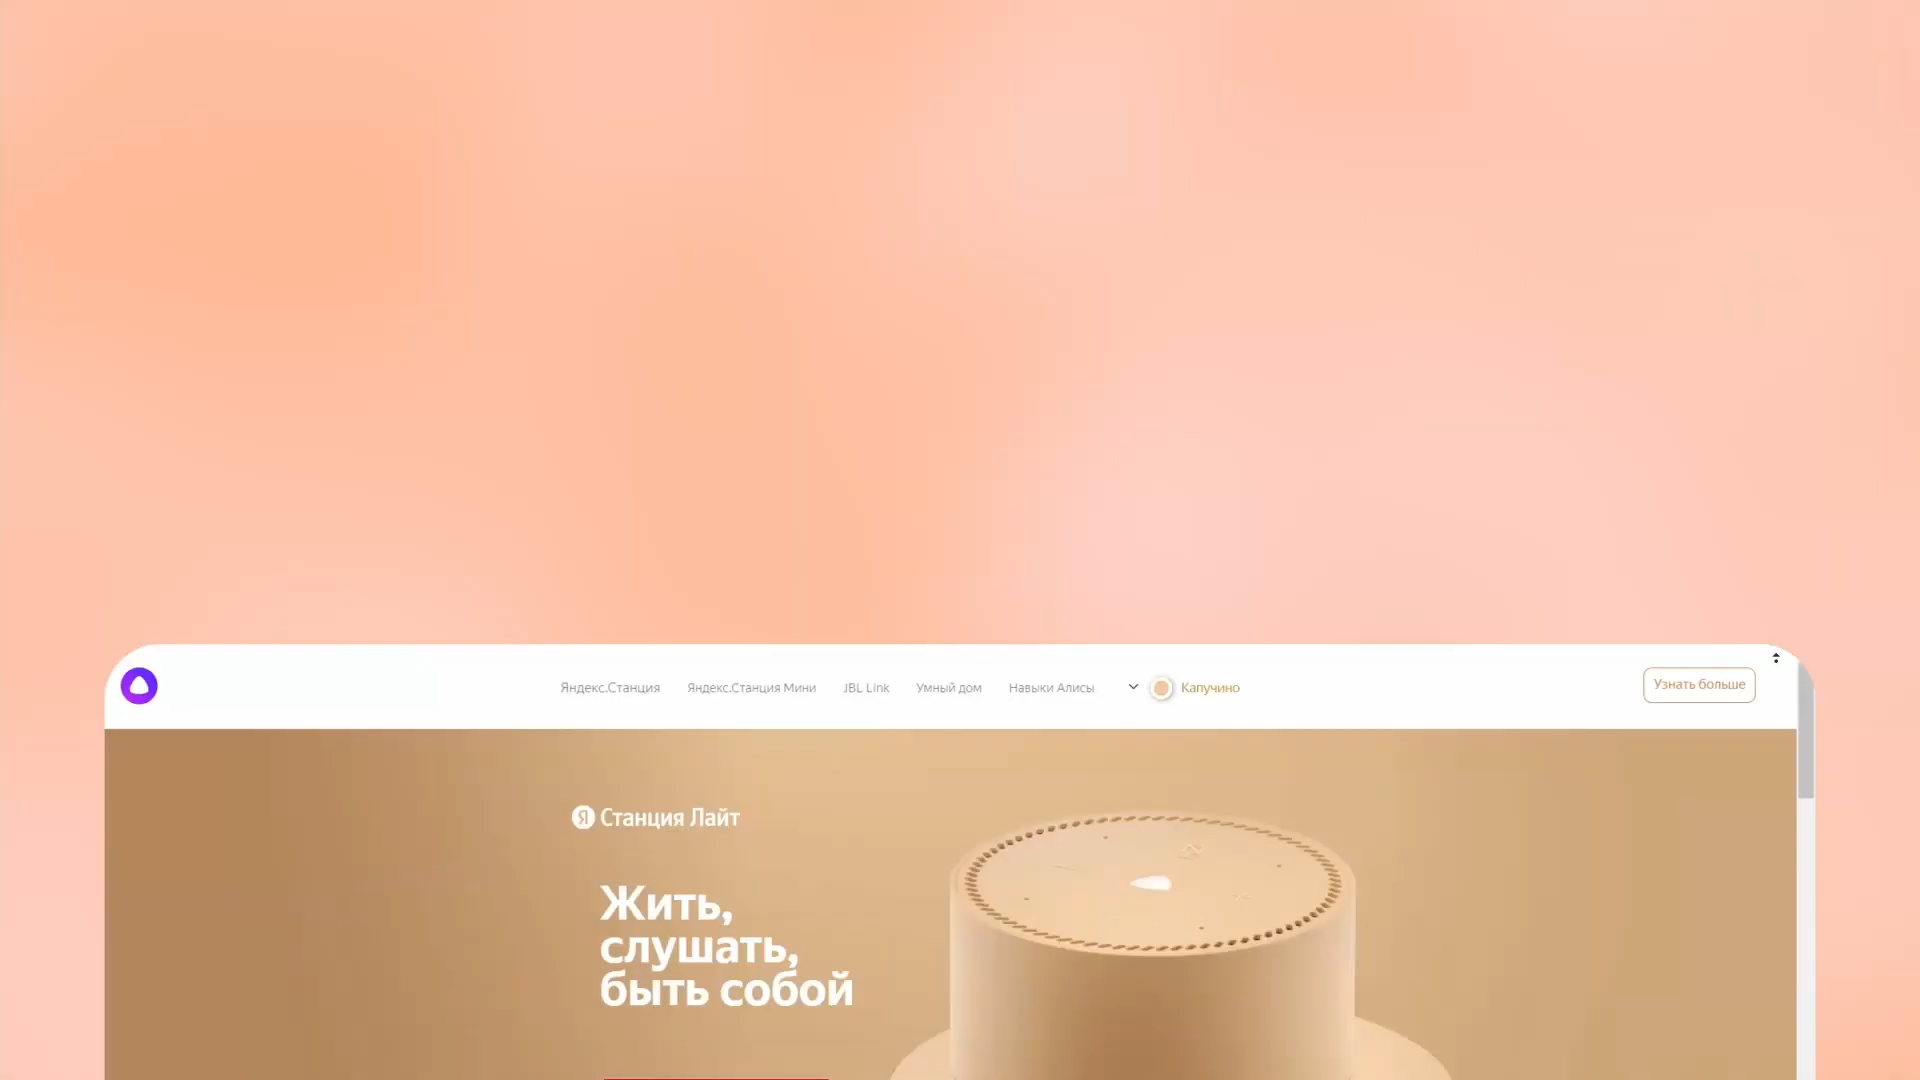 Яндекс.Станция Яндекс.Станция Мини JBL Link Умный дом Навыки Алисы Капучино Узнать больше
Я Станция Лайт
Жить,
слушать,
быть собой